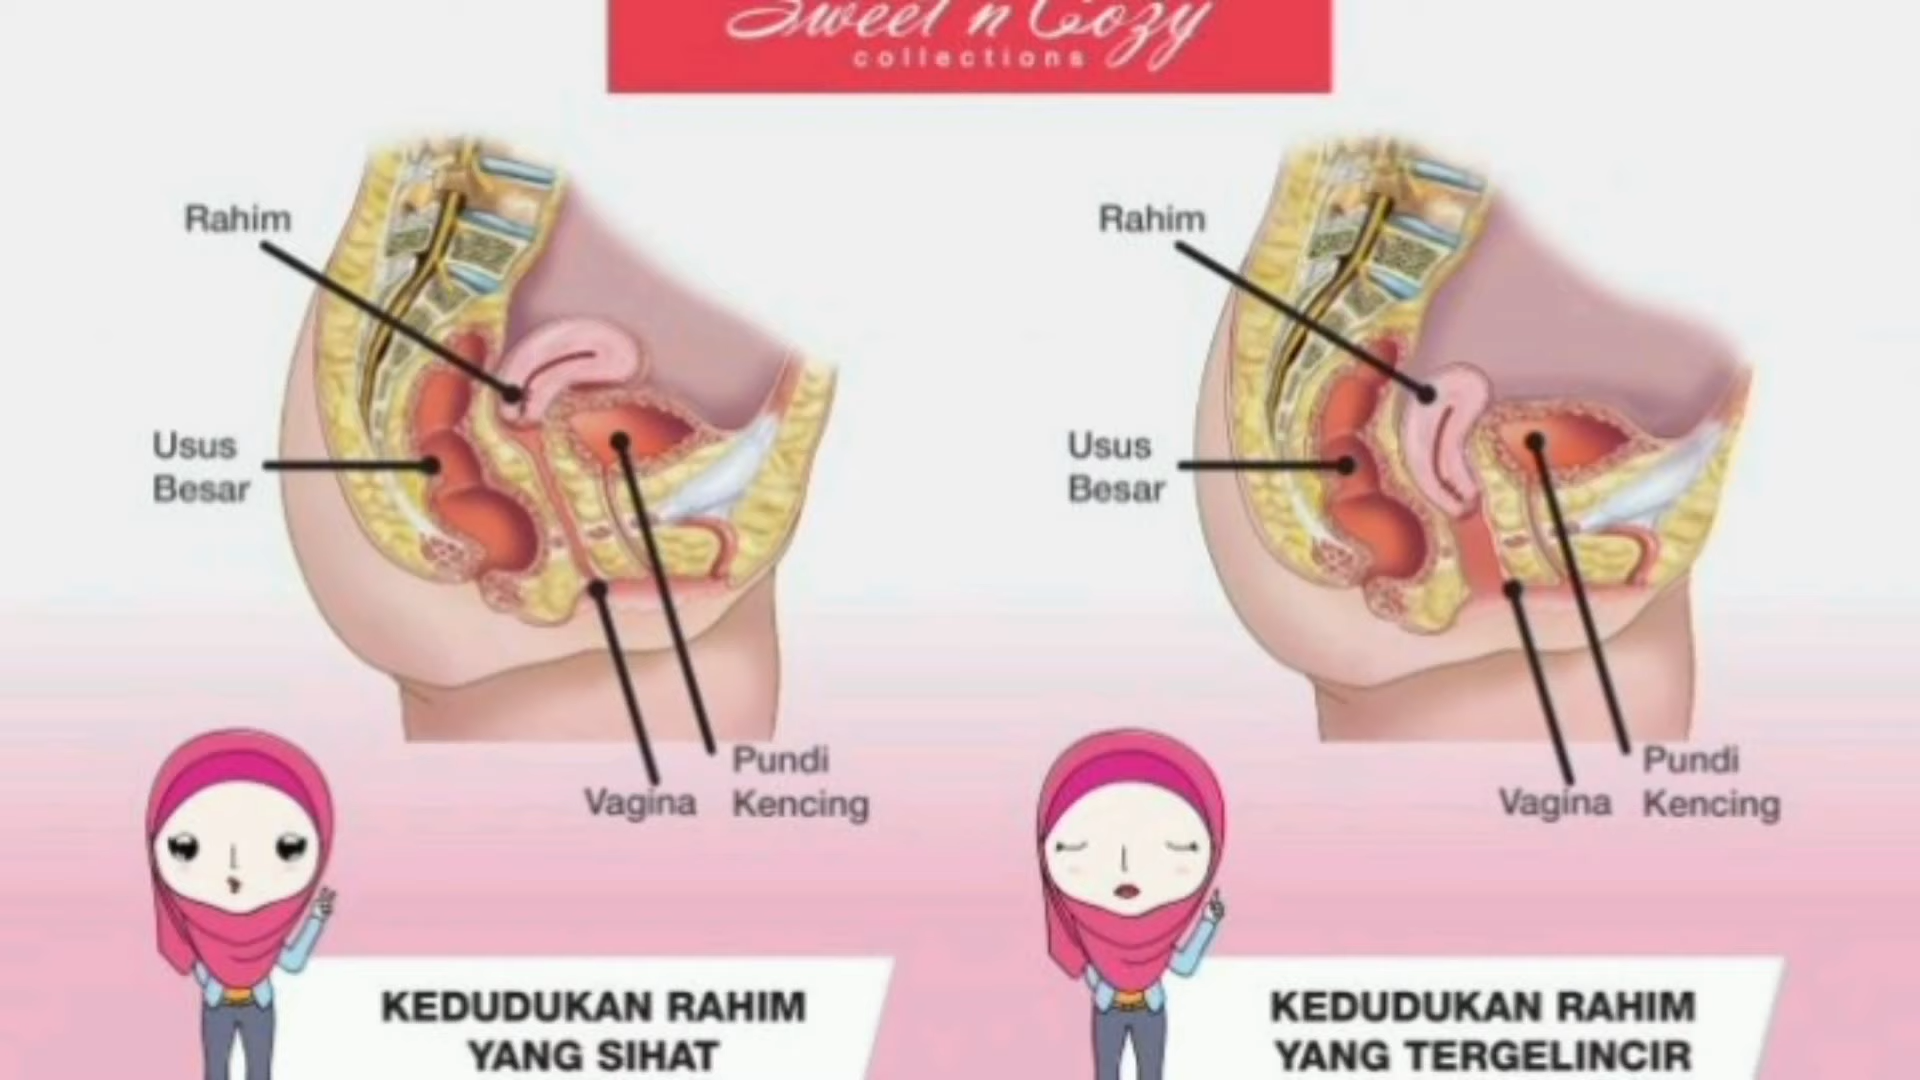 Sweet n Cozy
collections
Rahim
Usus
Besar
Vagina
Pundi
Kencing
KEDUDUKAN RAHIM
YANG SIHAT
Rahim
Usus
Besar
Vagina
Pundi
Kencing
KEDUDUKAN RAHIM
YANG TERGELINCIR